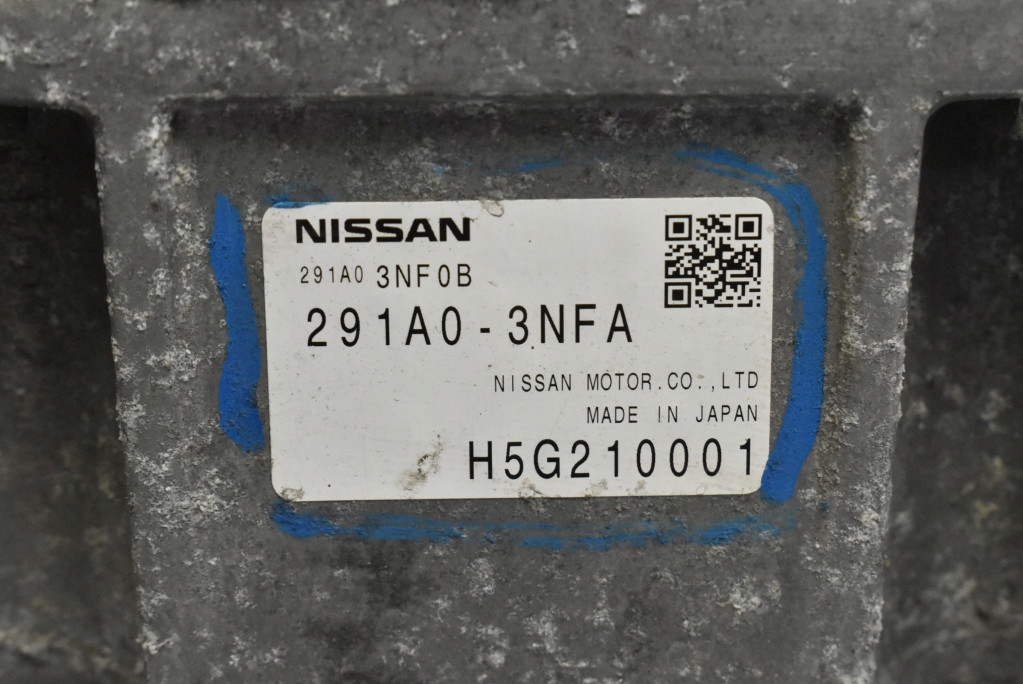 NISSAN
291A0 3NF0B
291A0-3NFA
NISSAN MOTOR.CO.,LTD
MADE IN JAPAN
H5G210001